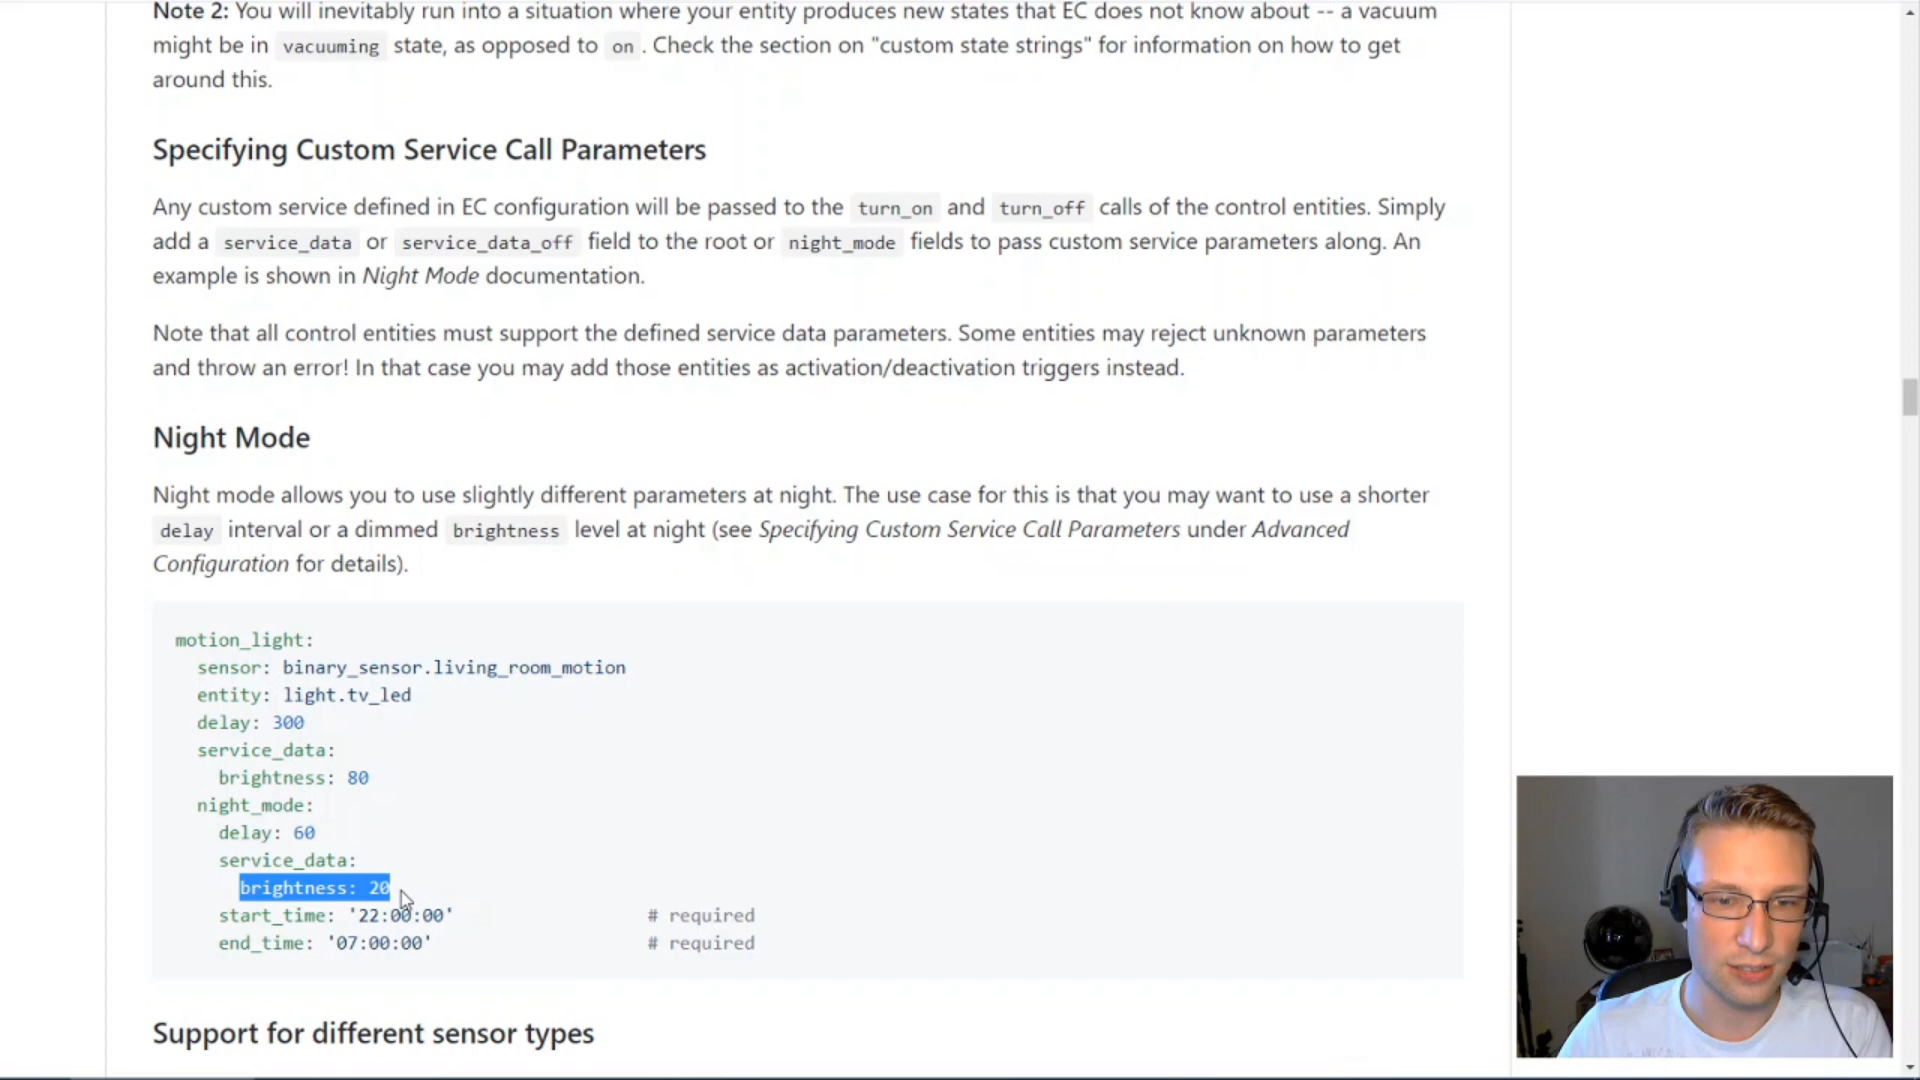 Note 2: You will inevitably run into a situation where your entity produces new states that EC does not know about -- a vacuum
might be in vacuuming state, as opposed to on . Check the section on "custom state strings" for information on how to get
around this.
Specifying Custom Service Call Parameters
Any custom service defined in EC configuration will be passed to the turn_on and turn_off calls of the control entities. Simply
add a service_data or service_data_off field to the root or night_mode fields to pass custom service parameters along. An
example is shown in Night Mode documentation.
Note that all control entities must support the defined service data parameters. Some entities may reject unknown parameters
and throw an error! In that case you may add those entities as activation/deactivation triggers instead.
Night Mode
Night mode allows you to use slightly different parameters at night. The use case for this is that you may want to use a shorter
delay interval or a dimmed brightness level at night (see Specifying Custom Service Call Parameters under Advanced
Configuration for details).
motion_light:
sensor: binary_sensor.living_room_motion
entity: light.tv_led
delay: 300
service_data:
brightness: 80
night_mode:
delay: 60
service_data:
brightness: 20
start_time: '22:00:00' # required
end_time: '07:00:00' # required
Support for different sensor types